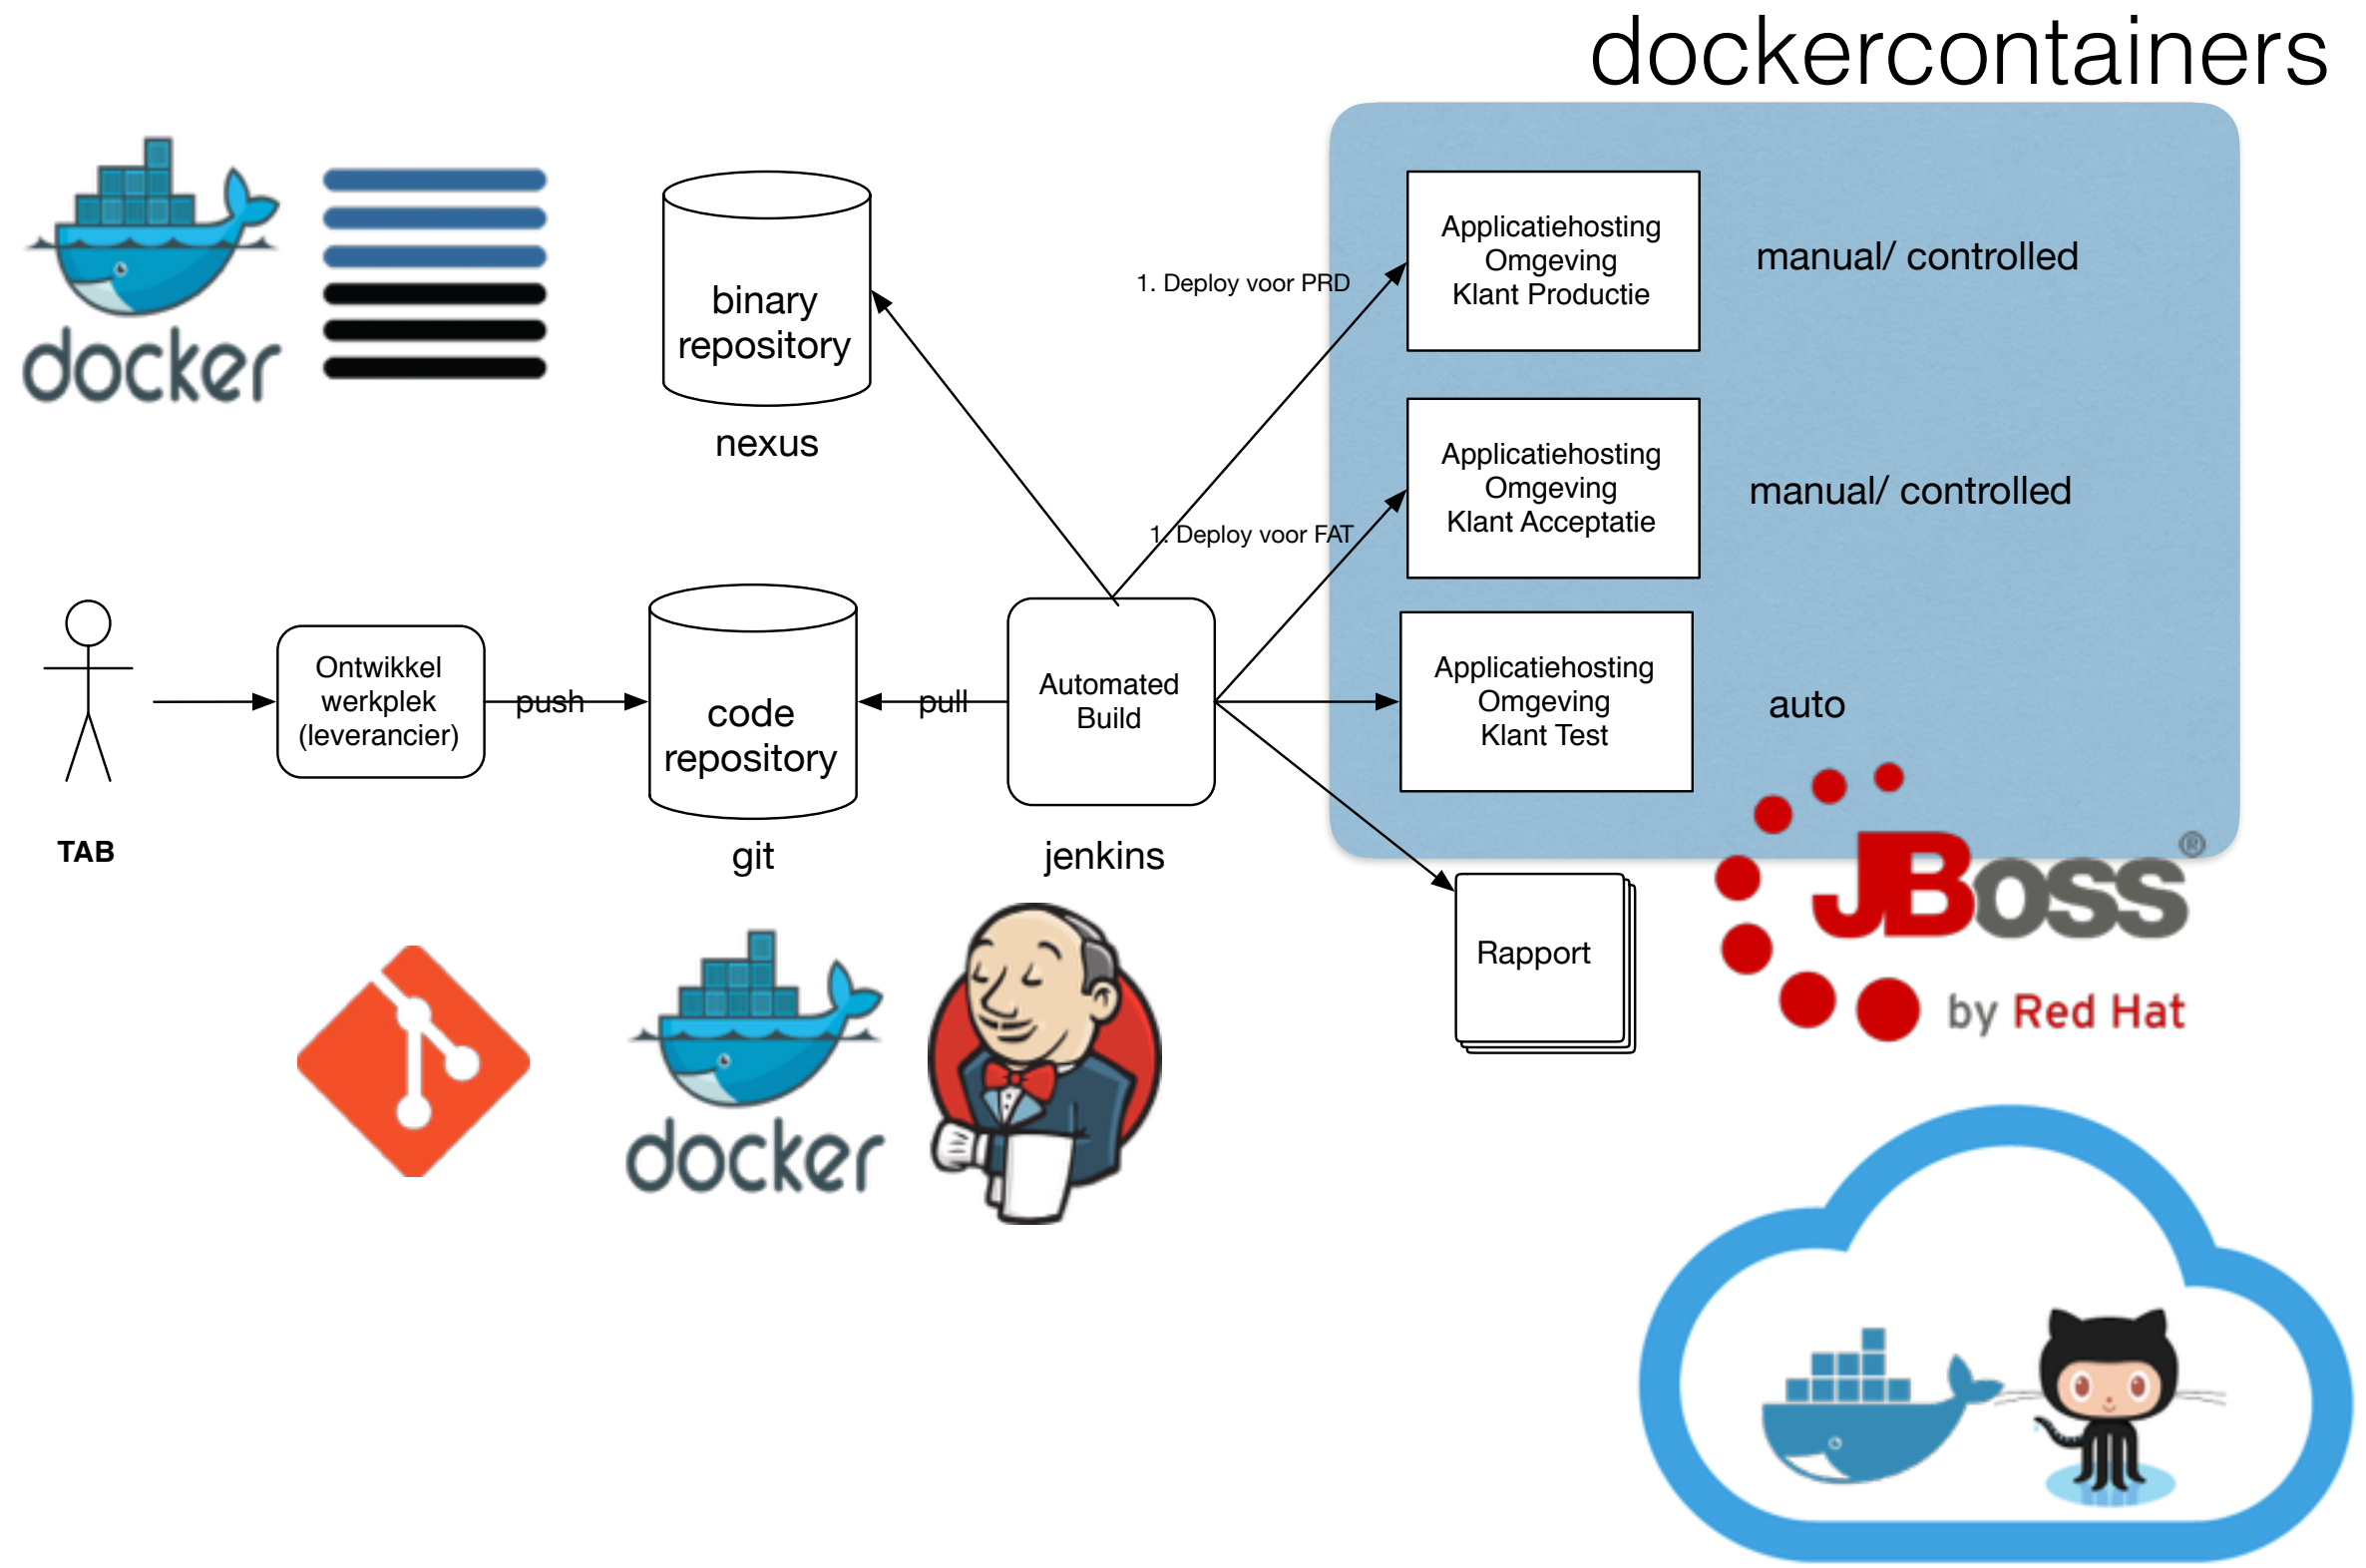 dockercontainers
docker
binary
repository
nexus
1. Deploy voor PRD
Applicatiehosting
Omgeving
Klant Productie
manual/ controlled
1. Deploy voor FAT
Applicatiehosting
Omgeving
Klant Acceptatie
manual/ controlled
TAB
Ontwikkel
werkplek
(leverancier)
push
code
repository
git
pull
Automated
Build
jenkins
Applicatiehosting
Omgeving
Klant Test
auto
Rapport
JBoss®
by Red Hat
docker